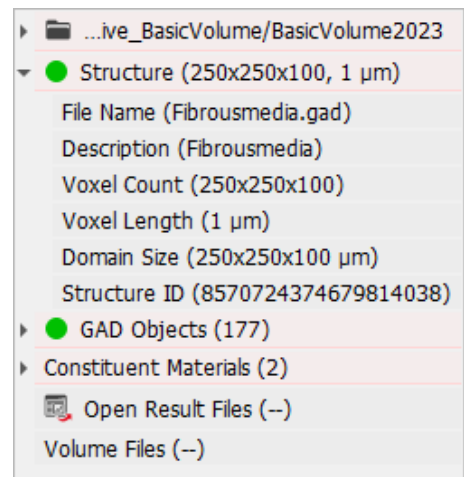 ...ive_BasicVolume/BasicVolume2023
Structure (250x250x100, 1 µm)
File Name (Fibrousmedia.gad)
Description (Fibrousmedia)
Voxel Count (250x250x100)
Voxel Length (1 µm)
Domain Size (250x250x100 µm)
Structure ID (8570724374679814038)
GAD Objects (177)
Constituent Materials (2)
Open Result Files (--)
Volume Files (--)